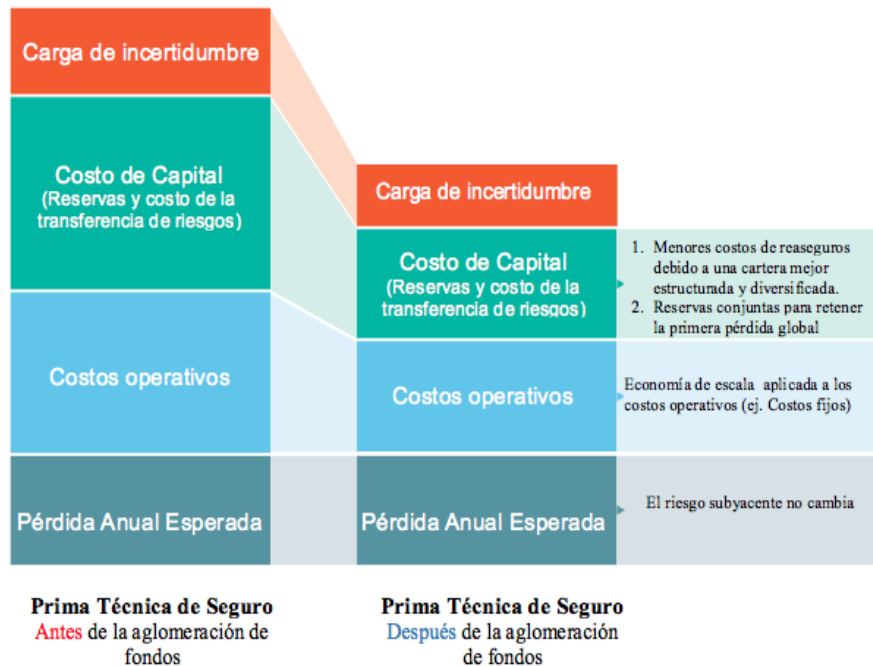 Carga de incertidumbre
Costo de Capital
(Reservas y costo de la
transferencia de riesgos)
Costos operativos
Pérdida Anual Esperada
Prima Técnica de Seguro
Antes de la aglomeración de
fondos
Carga de incertidumbre
Costo de Capital
(Reservas y costo de la
transferencia de riesgos)
Costos operativos
Pérdida Anual Esperada
Prima Técnica de Seguro
Después de la aglomeración
de fondos
1. Menores costos de reaseguros
debido a una cartera mejor
estructurada y diversificada.
2. Reservas conjuntas para retener
la primera pérdida global
Economía de escala aplicada a los
costos operativos (ej. Costos fijos)
El riesgo subyacente no cambia